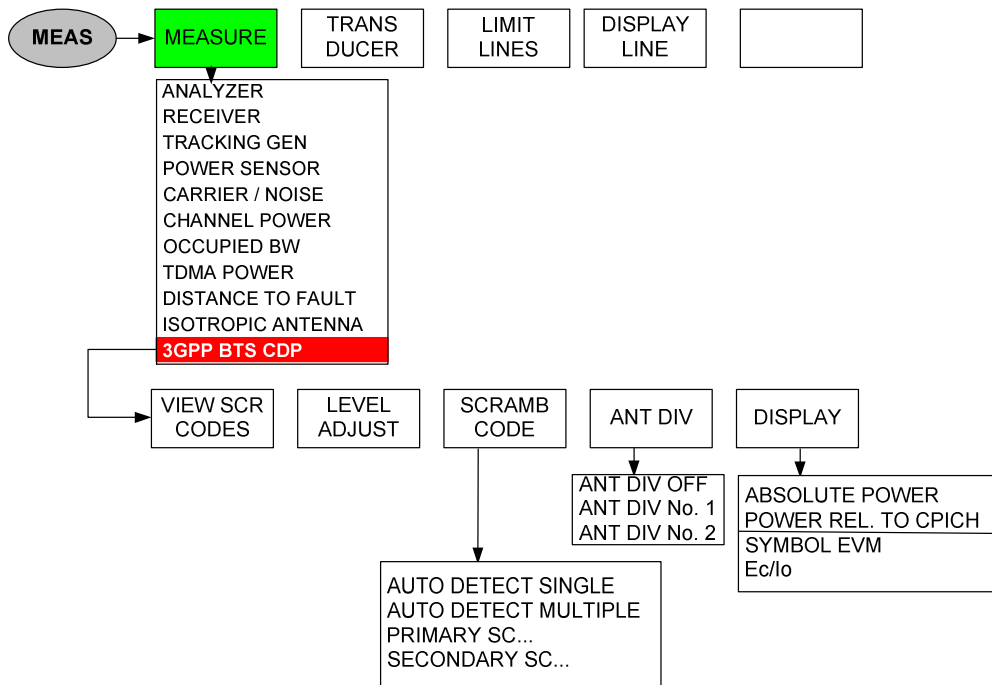 MEAS
MEASURE
TRANS
DUCER
LIMIT
LINES
DISPLAY
LINE
ANALYZER
RECEIVER
TRACKING GEN
POWER SENSOR
CARRIER / NOISE
CHANNEL POWER
OCCUPIED BW
TDMA POWER
DISTANCE TO FAULT
ISOTROPIC ANTENNA
3GPP BTS CDP
VIEW SCR
CODES
LEVEL
ADJUST
SCRAMB
CODE
ANT DIV
DISPLAY
ANT DIV OFF
ANT DIV No. 1
ANT DIV No. 2
ABSOLUTE POWER
POWER REL. TO CPICH
SYMBOL EVM
Ec/Io
AUTO DETECT SINGLE
AUTO DETECT MULTIPLE
PRIMARY SC...
SECONDARY SC...